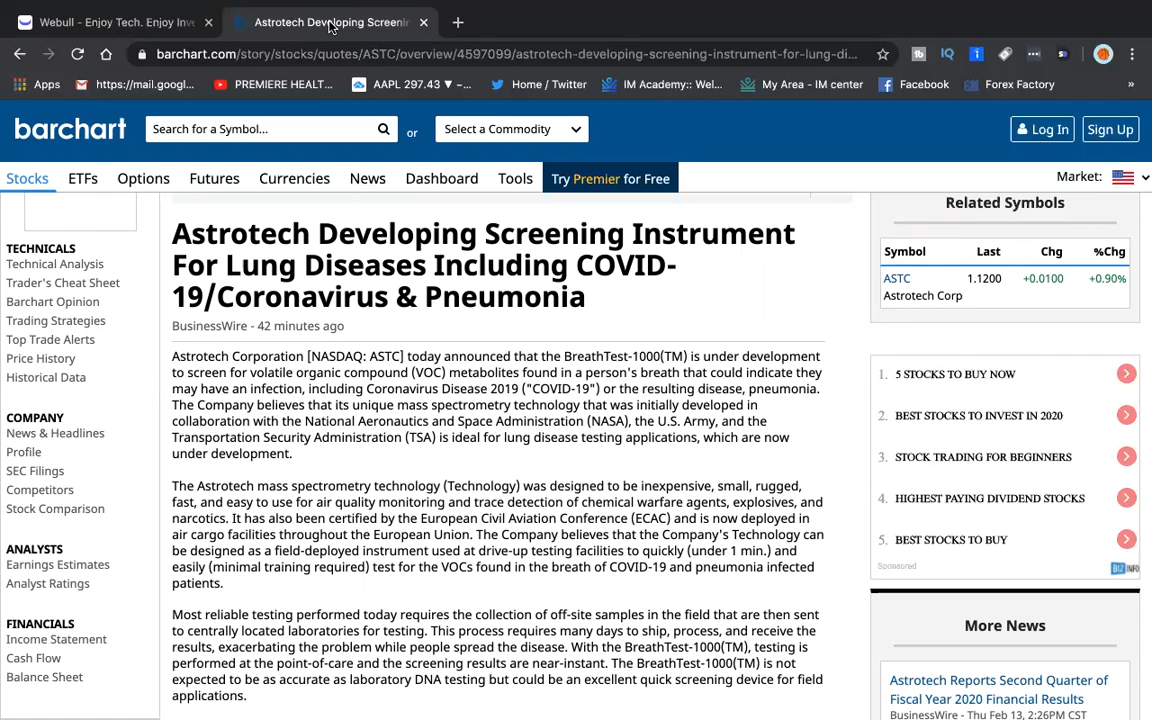 Webull - Enjoy Tech. Enjoy Inv
Astrotech Developing Screenin
barchart.com/story/stocks/quotes/ASTC/overview/4597099/astrotech-developing-screening-instrument-for-lung-di...
Apps
https://mail.googl...
PREMIERE HEALT...
AAPL 297.43 ▼ –...
Home / Twitter
IM Academy:: Wel...
My Area - IM center
Facebook
Forex Factory
»
barchart
Search for a Symbol...
or
Select a Commodity
Log In
Sign Up
Stocks
ETFs
Options
Futures
Currencies
News
Dashboard
Tools
Try Premier for Free
Market:
TECHNICALS
Technical Analysis
Trader's Cheat Sheet
Barchart Opinion
Trading Strategies
Top Trade Alerts
Price History
Historical Data
COMPANY
News & Headlines
Profile
SEC Filings
Competitors
Stock Comparison
ANALYSTS
Earnings Estimates
Analyst Ratings
FINANCIALS
Income Statement
Cash Flow
Balance Sheet
Astrotech Developing Screening Instrument
For Lung Diseases Including COVID-
19/Coronavirus & Pneumonia
BusinessWire - 42 minutes ago
Astrotech Corporation [NASDAQ: ASTC] today announced that the BreathTest-1000(TM) is under development
to screen for volatile organic compound (VOC) metabolites found in a person's breath that could indicate they
may have an infection, including Coronavirus Disease 2019 ("COVID-19") or the resulting disease, pneumonia.
The Company believes that its unique mass spectrometry technology that was initially developed in
collaboration with the National Aeronautics and Space Administration (NASA), the U.S. Army, and the
Transportation Security Administration (TSA) is ideal for lung disease testing applications, which are now
under development.
The Astrotech mass spectrometry technology (Technology) was designed to be inexpensive, small, rugged,
fast, and easy to use for air quality monitoring and trace detection of chemical warfare agents, explosives, and
narcotics. It has also been certified by the European Civil Aviation Conference (ECAC) and is now deployed in
air cargo facilities throughout the European Union. The Company believes that the Company's Technology can
be designed as a field-deployed instrument used at drive-up testing facilities to quickly (under 1 min.) and
easily (minimal training required) test for the VOCs found in the breath of COVID-19 and pneumonia infected
patients.
Most reliable testing performed today requires the collection of off-site samples in the field that are then sent
to centrally located laboratories for testing. This process requires many days to ship, process, and receive the
results, exacerbating the problem while people spread the disease. With the BreathTest-1000(TM), testing is
performed at the point-of-care and the screening results are near-instant. The BreathTest-1000(TM) is not
expected to be as accurate as laboratory DNA testing but could be an excellent quick screening device for field
applications.
Related Symbols
Symbol Last Chg %Chg
ASTC 1.1200 +0.0100 +0.90%
Astrotech Corp
1. 5 STOCKS TO BUY NOW
2. BEST STOCKS TO INVEST IN 2020
3. STOCK TRADING FOR BEGINNERS
4. HIGHEST PAYING DIVIDEND STOCKS
5. BEST STOCKS TO BUY
Sponsored
More News
Astrotech Reports Second Quarter of
Fiscal Year 2020 Financial Results
BusinessWire - Thu Feb 13, 2:26PM CST